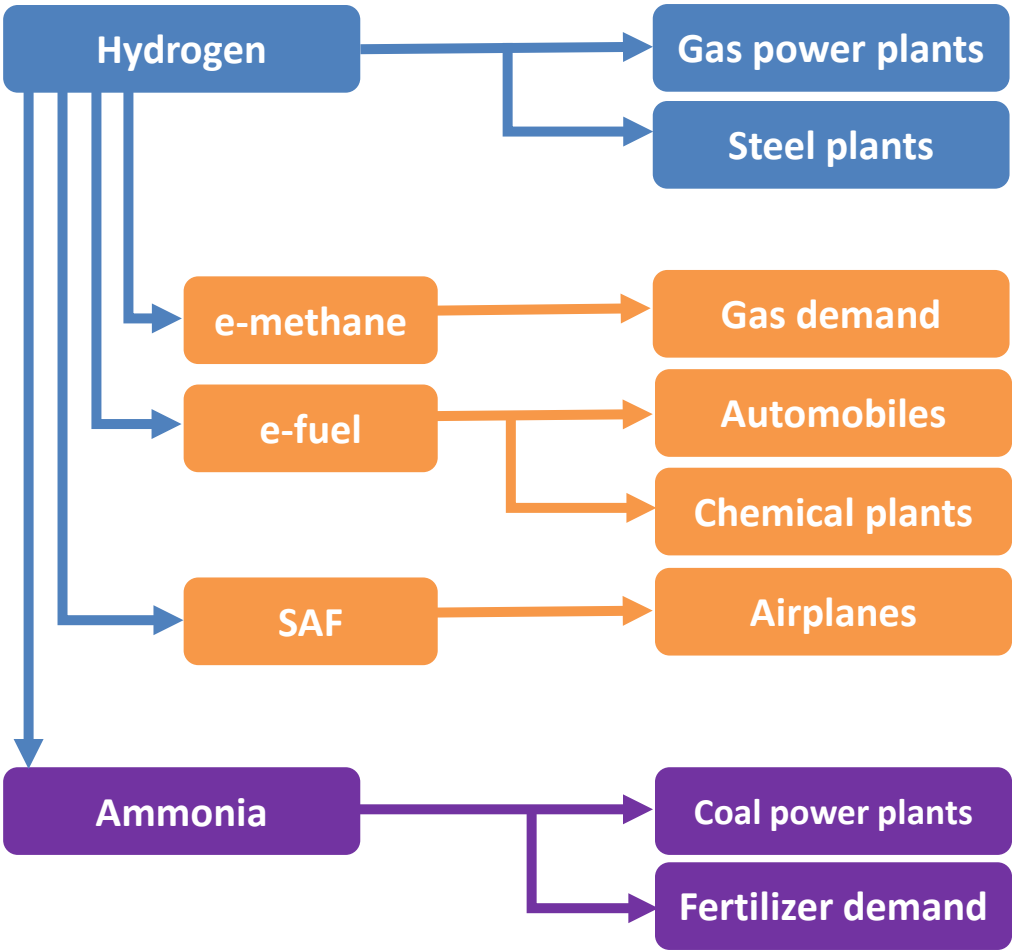 Hydrogen
Gas power plants
Steel plants
e-methane
Gas demand
e-fuel
Automobiles
Chemical plants
SAF
Airplanes
Ammonia
Coal power plants
Fertilizer demand